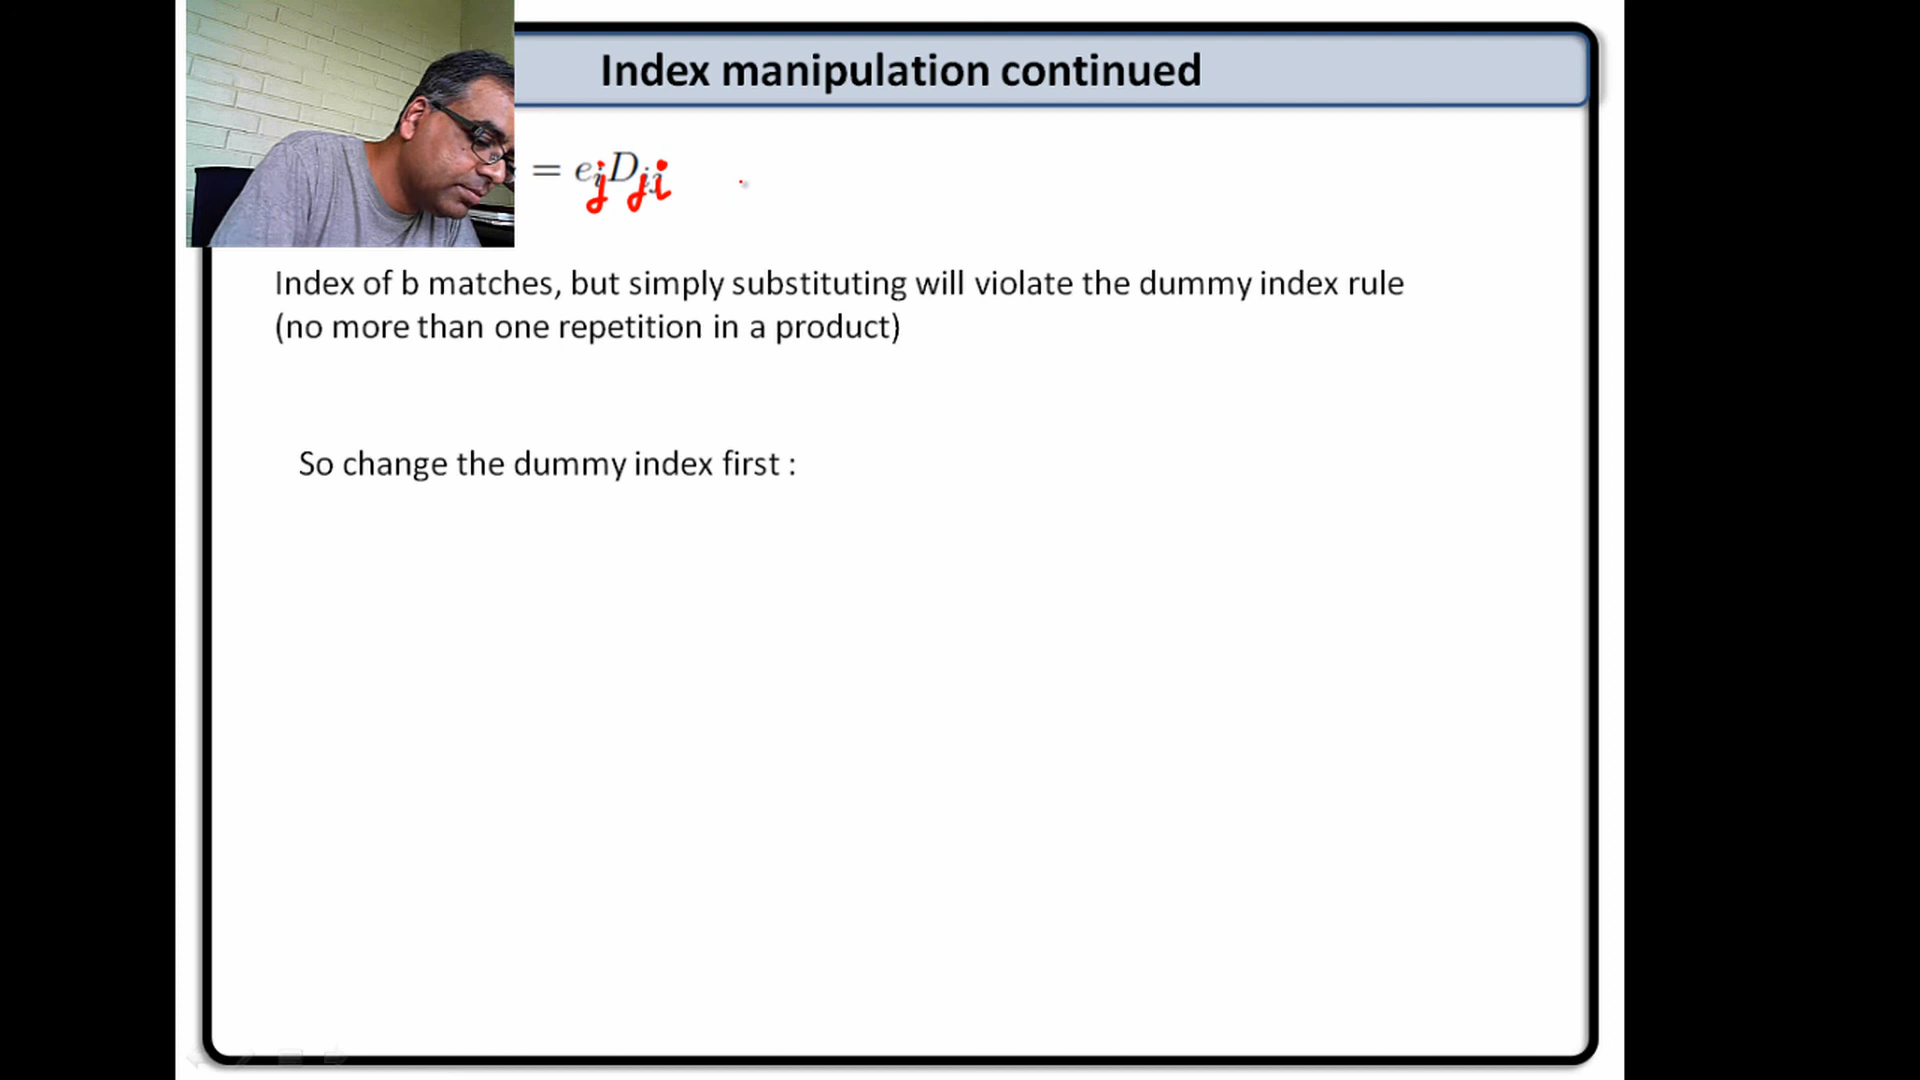 Index manipulation continued
= e_j D_ji
Index of b matches, but simply substituting will violate the dummy index rule
(no more than one repetition in a product)
So change the dummy index first :